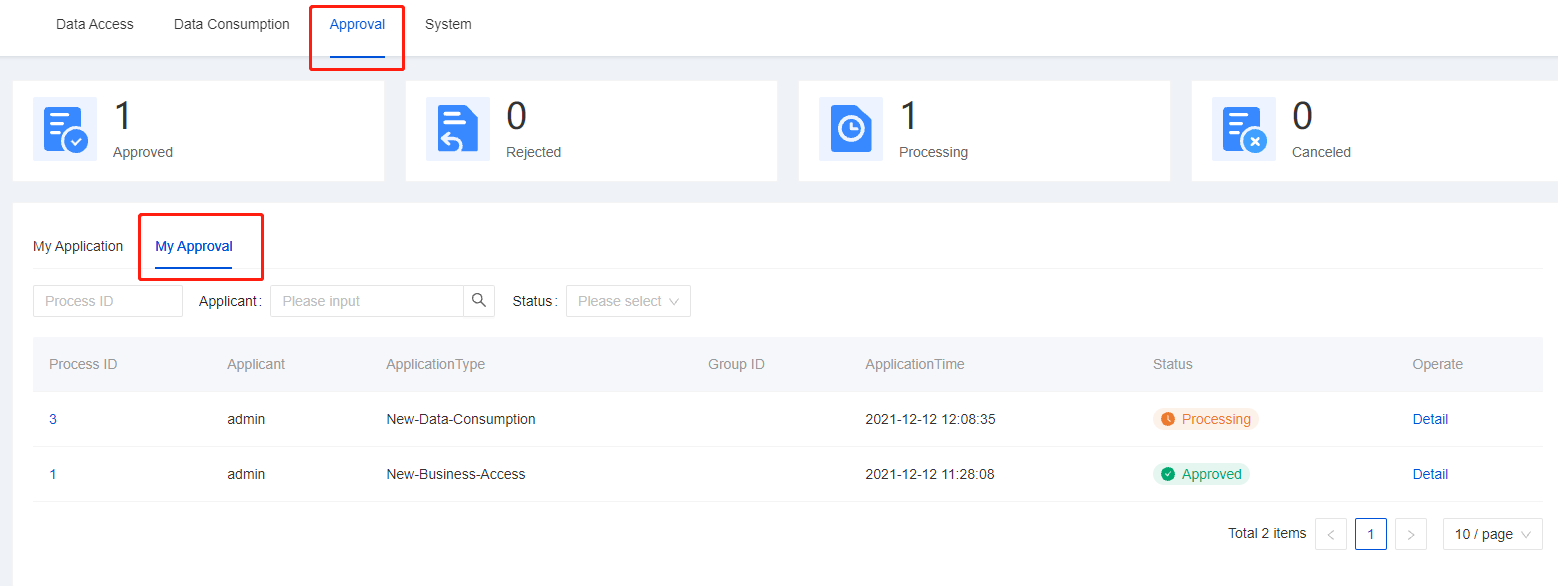 Data Access Data Consumption Approval System
1 0 1 0
Approved Rejected Processing Canceled
My Application My Approval
Process ID Applicant: Please input Status: Please select
Process ID Applicant ApplicationType Group ID ApplicationTime Status Operate
3 admin New-Data-Consumption 2021-12-12 12:08:35 Processing Detail
1 admin New-Business-Access 2021-12-12 11:28:08 Approved Detail
Total 2 items < 1 > 10 / page